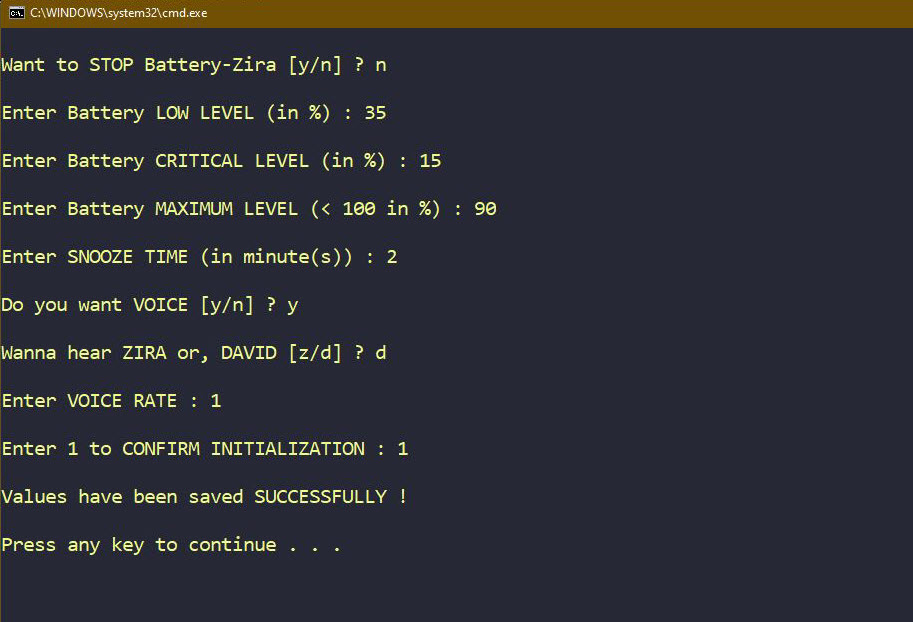 C:\WINDOWS\system32\cmd.exe
Want to STOP Battery-Zira [y/n] ? n
Enter Battery LOW LEVEL (in %) : 35
Enter Battery CRITICAL LEVEL (in %) : 15
Enter Battery MAXIMUM LEVEL (< 100 in %) : 90
Enter SNOOZE TIME (in minute(s)) : 2
Do you want VOICE [y/n] ? y
Wanna hear ZIRA or, DAVID [z/d] ? d
Enter VOICE RATE : 1
Enter 1 to CONFIRM INITIALIZATION : 1
Values have been saved SUCCESSFULLY !
Press any key to continue . . .